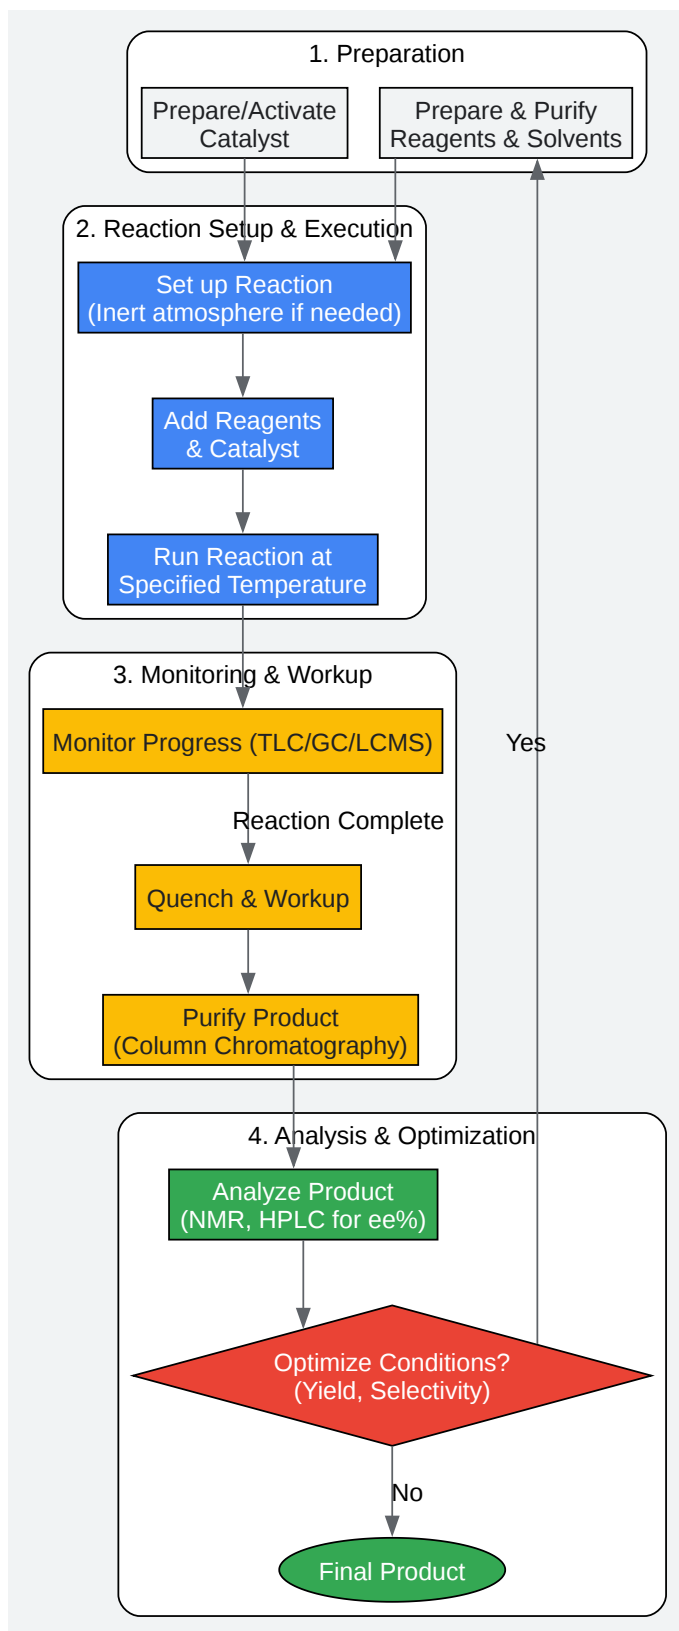 1. Preparation
Prepare/Activate
Catalyst
Prepare & Purify
Reagents & Solvents
2. Reaction Setup & Execution
Set up Reaction
(Inert atmosphere if needed)
Add Reagents
& Catalyst
Run Reaction at
Specified Temperature
3. Monitoring & Workup
Monitor Progress (TLC/GC/LCMS)
Yes
Reaction Complete
Quench & Workup
Purify Product
(Column Chromatography)
4. Analysis & Optimization
Analyze Product
(NMR, HPLC for ee%)
Optimize Conditions?
(Yield, Selectivity)
No
Final Product